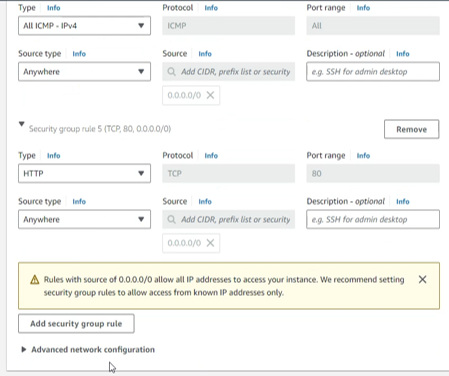 Type Info Protocol Info Port range Info
All ICMP - IPv4 ICMP All
Source type Info Source Info Description - optional Info
Anywhere Add CIDR, prefix list or security e.g. SSH for admin desktop
0.0.0.0/0
Security group rule 5 (TCP, 80, 0.0.0.0/0) Remove
Type Info Protocol Info Port range Info
HTTP TCP 80
Source type Info Source Info Description - optional Info
Anywhere Add CIDR, prefix list or security e.g. SSH for admin desktop
0.0.0.0/0
Rules with source of 0.0.0.0/0 allow all IP addresses to access your instance. We recommend setting
security group rules to allow access from known IP addresses only.
Add security group rule
Advanced network configuration